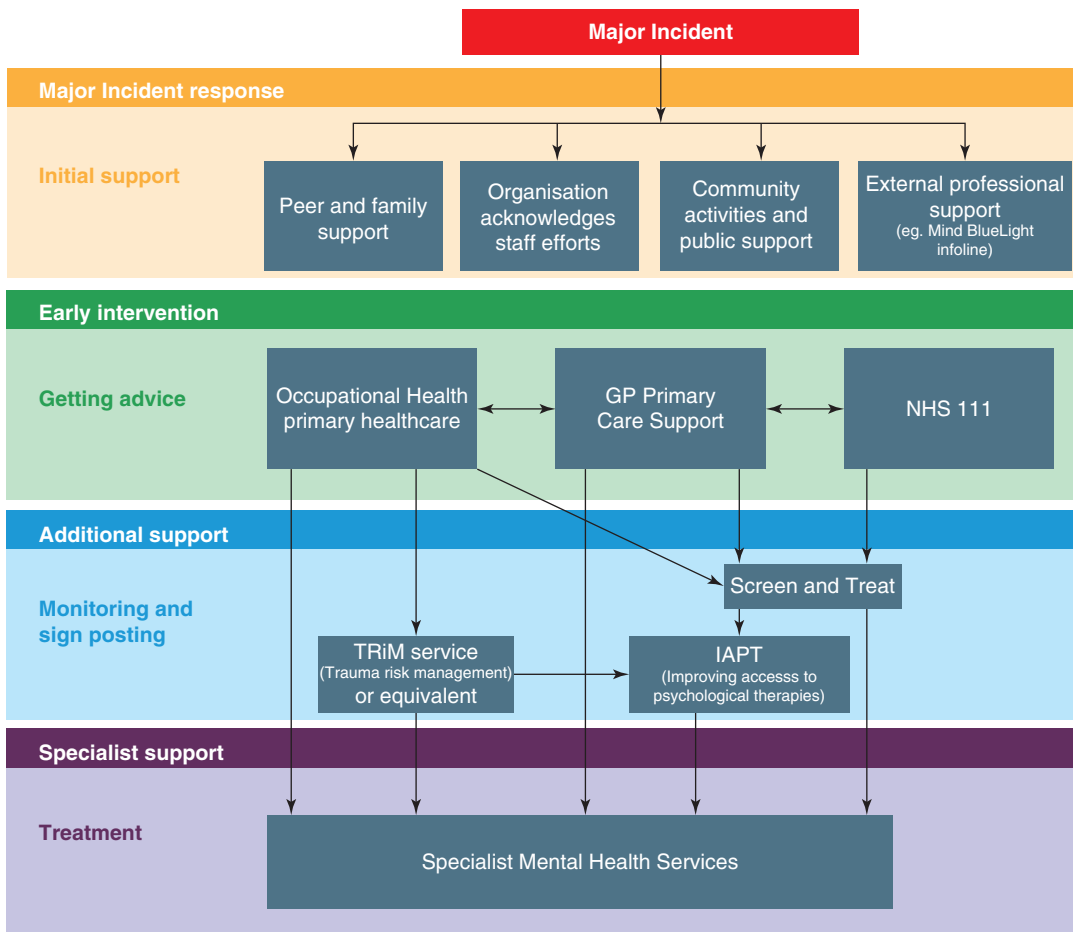 Major Incident
Major Incident response
Initial support
Peer and family
support
Organisation
acknowledges
staff efforts
Community
activities and
public support
External professional
support
(eg. Mind BlueLight
infoline)
Early intervention
Getting advice
Occupational Health
primary healthcare
GP Primary
Care Support
NHS 111
Additional support
Monitoring and
sign posting
Screen and Treat
TRiM service
(Trauma risk management)
or equivalent
IAPT
(Improving accesss to
psychological therapies)
Specialist support
Treatment
Specialist Mental Health Services